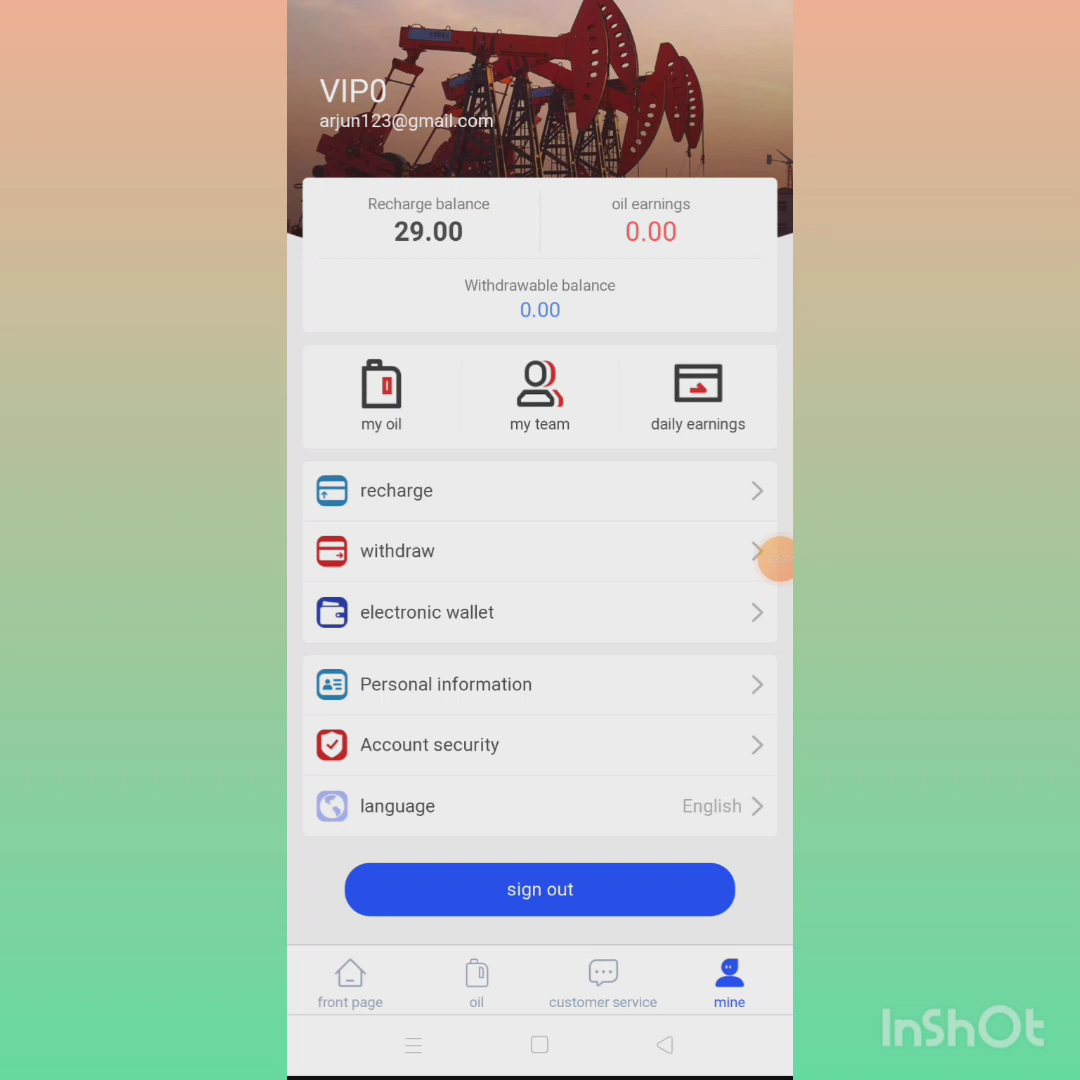 VIP0
arjun123@gmail.com
Recharge balance
29.00
oil earnings
0.00
Withdrawable balance
0.00
my oil
my team
daily earnings
recharge
withdraw
electronic wallet
Personal information
Account security
language
English
sign out
front page
oil
customer service
mine
InShOt